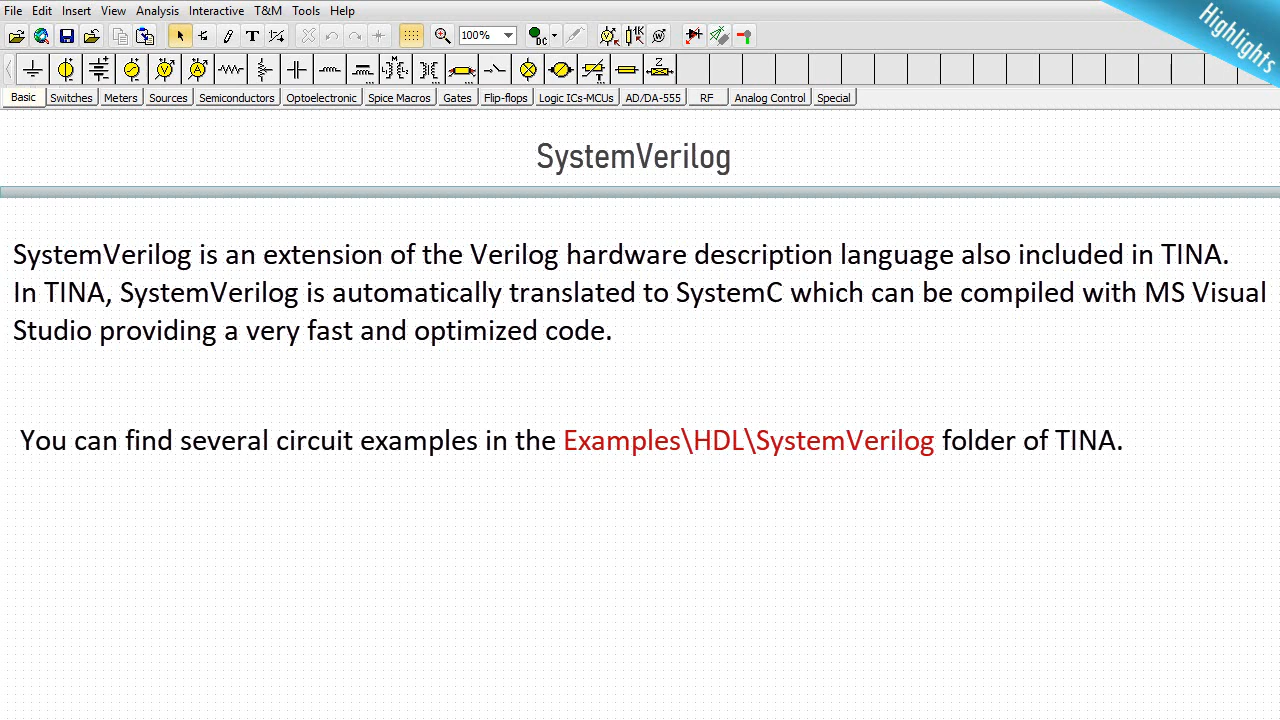 File Edit Insert View Analysis Interactive T&M Tools Help
Highlights
100%
DC
Basic Switches Meters Sources Semiconductors Optoelectronic Spice Macros Gates Flip-flops Logic ICs-MCUs AD/DA-555 RF Analog Control Special
SystemVerilog
SystemVerilog is an extension of the Verilog hardware description language also included in TINA.
In TINA, SystemVerilog is automatically translated to SystemC which can be compiled with MS Visual
Studio providing a very fast and optimized code.
You can find several circuit examples in the Examples\HDL\SystemVerilog folder of TINA.